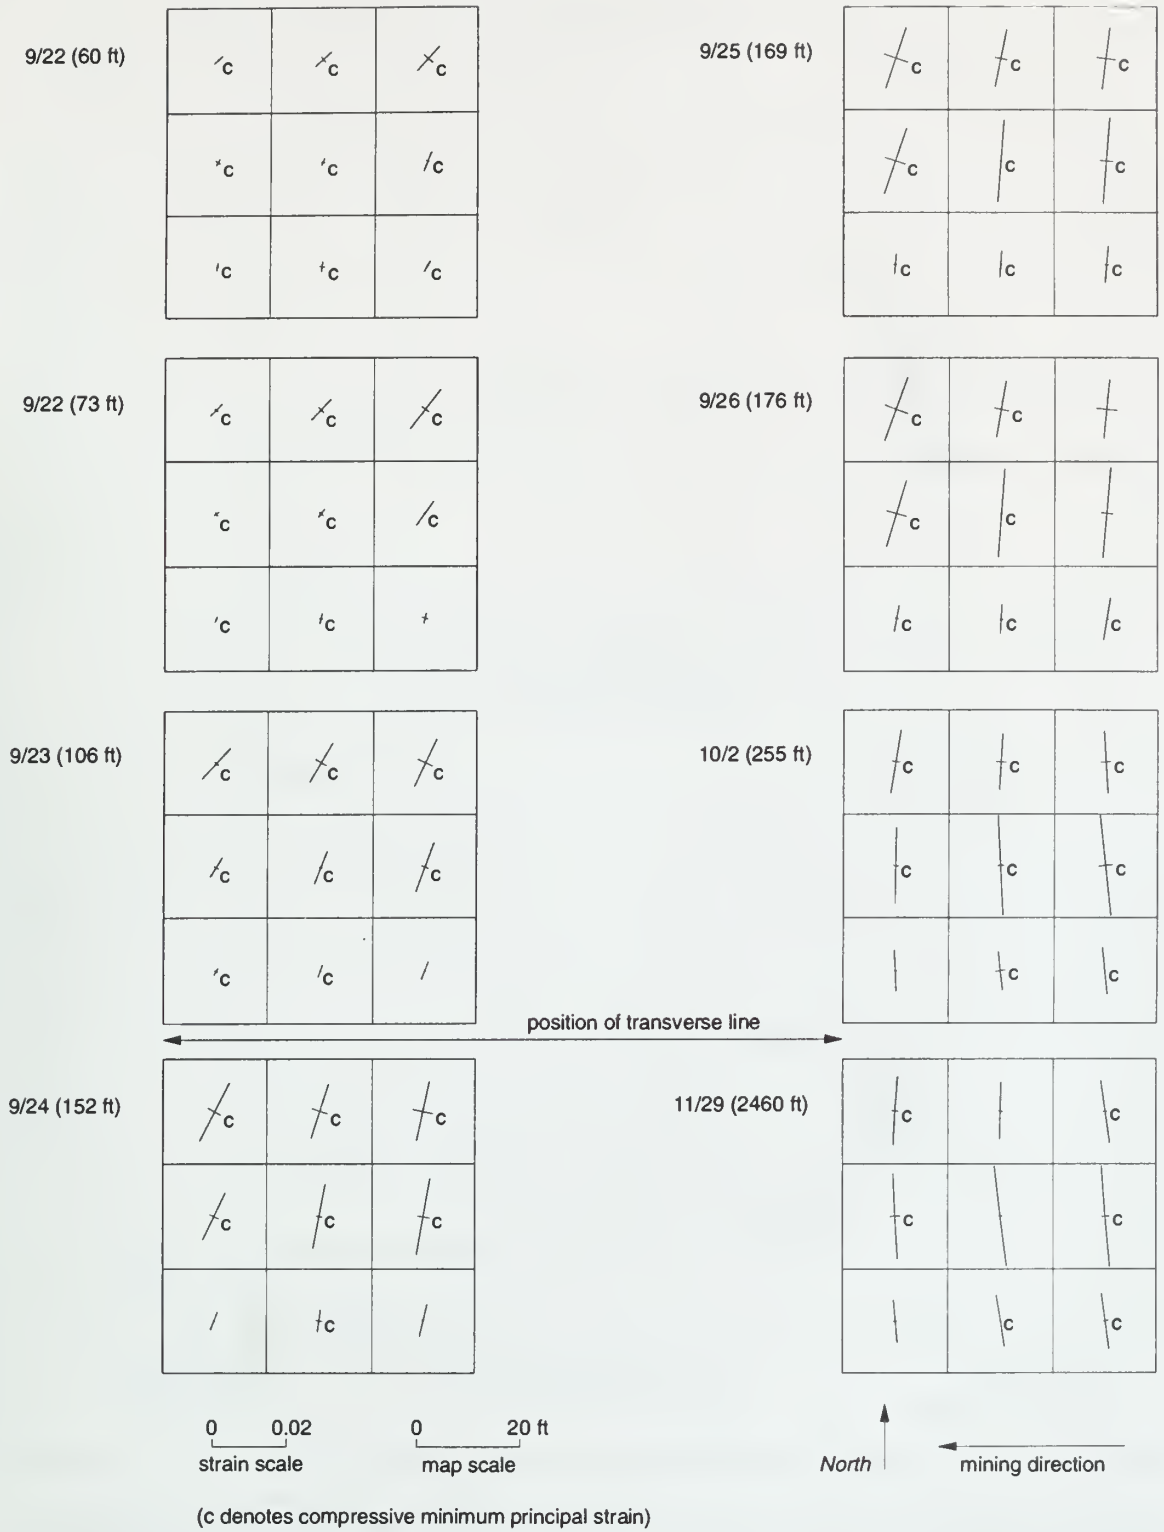 9/22 (60 ft) c c c
c c c
c c c
9/22 (73 ft) c c c
c c c
c c
9/23 (106 ft) c c c
c c c
c c
position of transverse line
9/24 (152 ft) c c c
c c c
c
9/25 (169 ft) c c c
c c c
c c c
9/26 (176 ft) c c
c c
c c c
10/2 (255 ft) c c c
c c c
c c
11/29 (2460 ft) c c
c c
c c
0 0.02
strain scale
0 20 ft
map scale
North
mining direction
(c denotes compressive minimum principal strain)